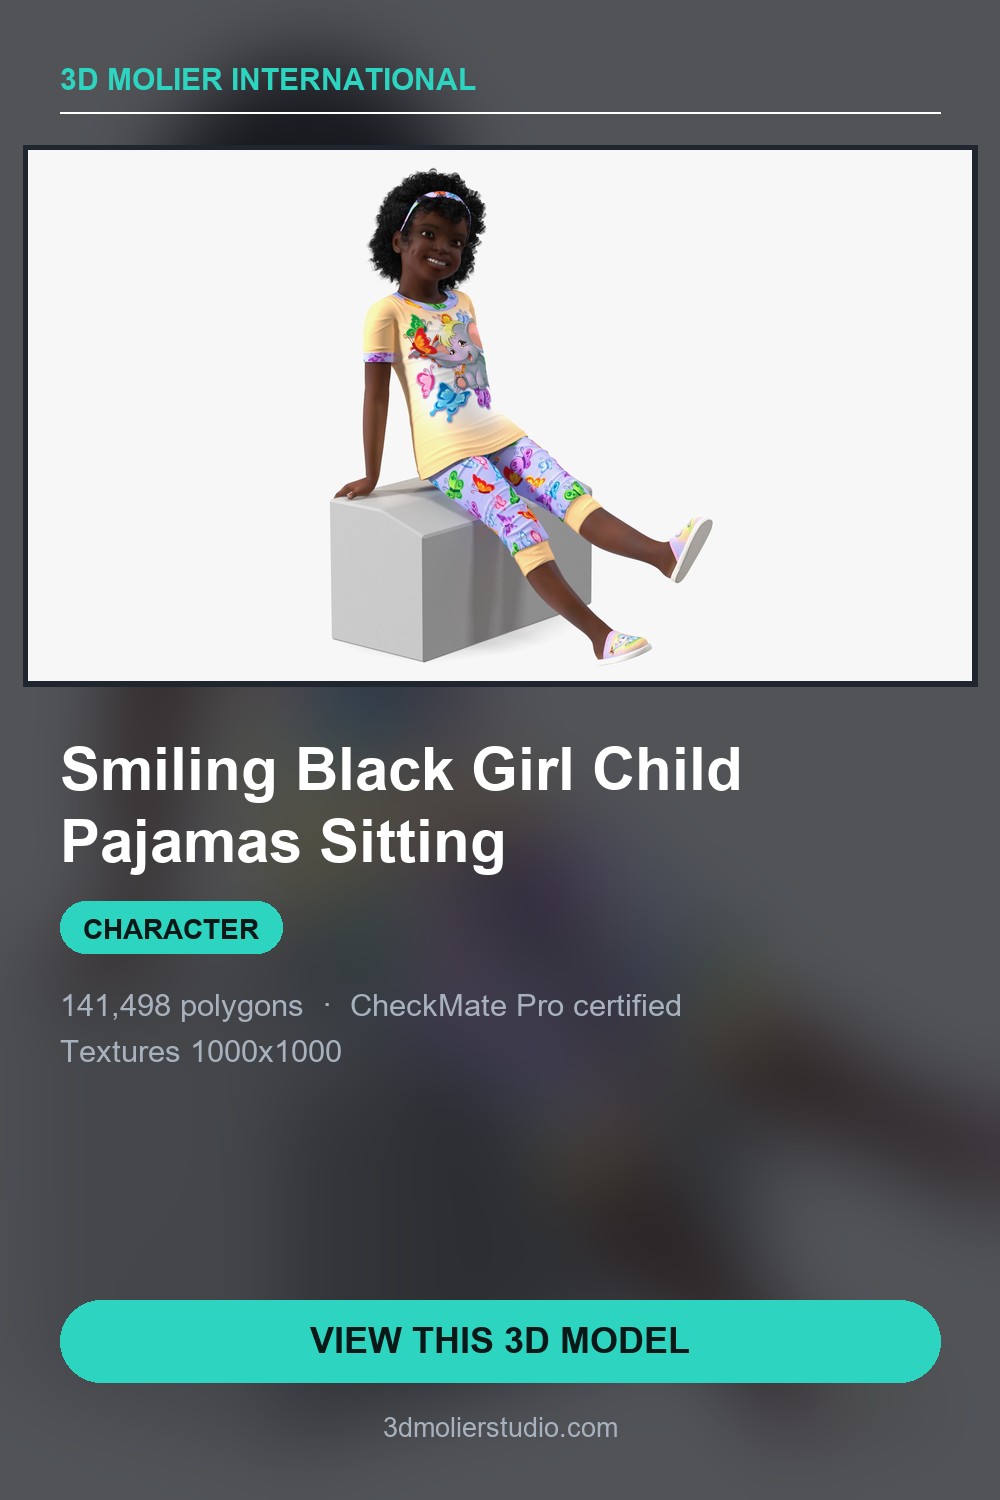 3D MOLIER INTERNATIONAL
Smiling Black Girl Child
Pajamas Sitting
CHARACTER
141,498 polygons · CheckMate Pro certified
Textures 1000x1000
VIEW THIS 3D MODEL
3dmolierstudio.com